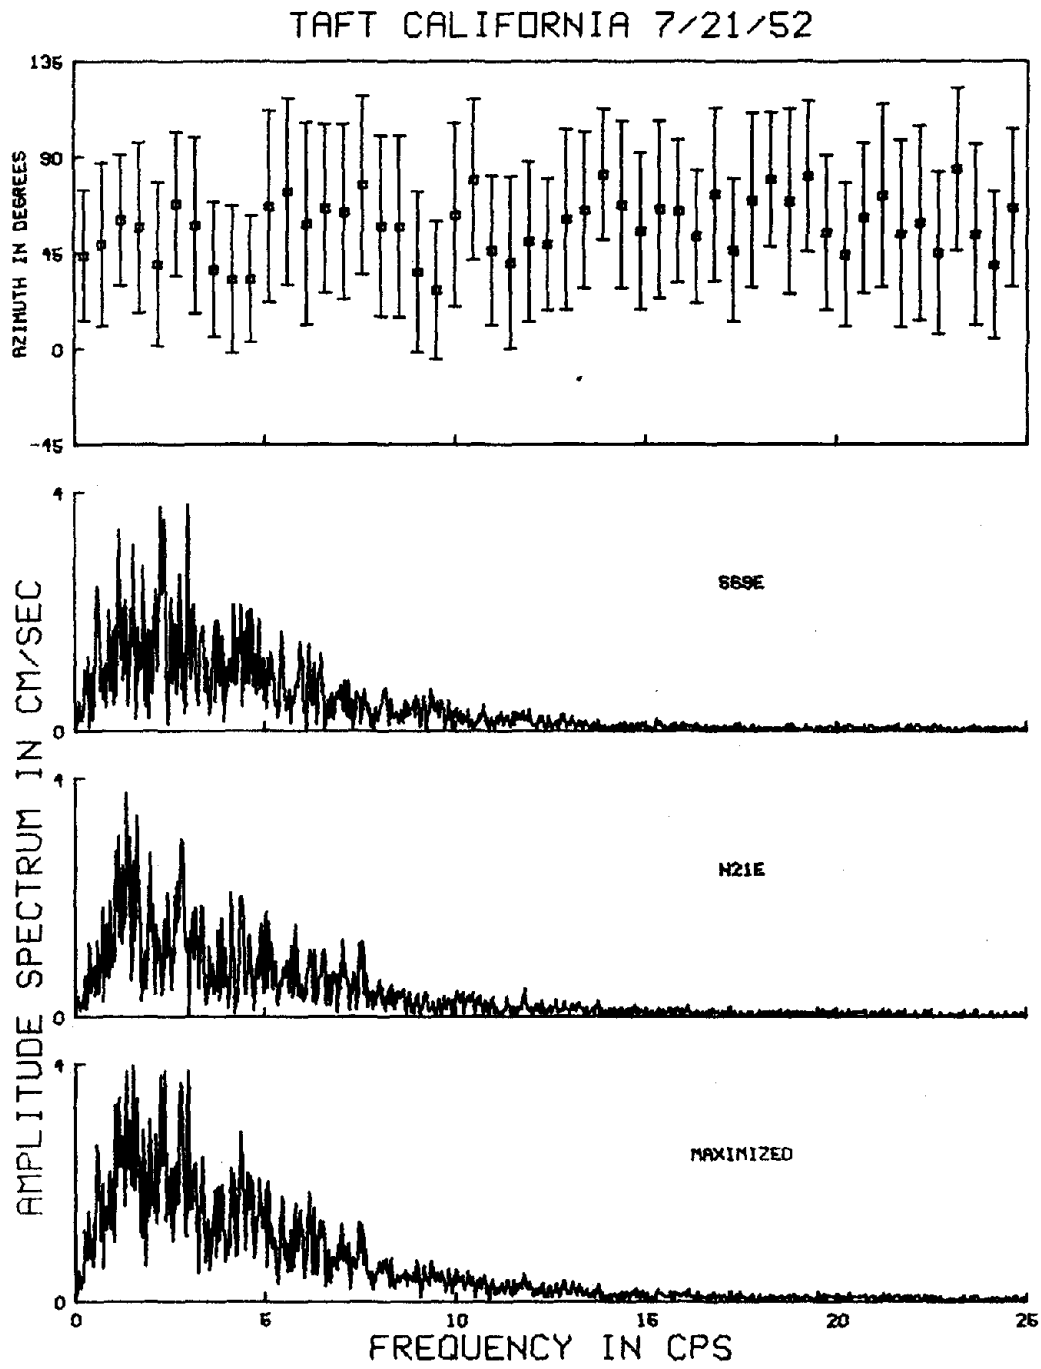 TAFT CALIFORNIA 7/21/52
135
90
45
0
-45
AZIMUTH IN DEGREES
4
S69E
0
4
N21E
0
4
MAXIMIZED
0
AMPLITUDE SPECTRUM IN CM/SEC
0 5 10 15 20 25
FREQUENCY IN CPS